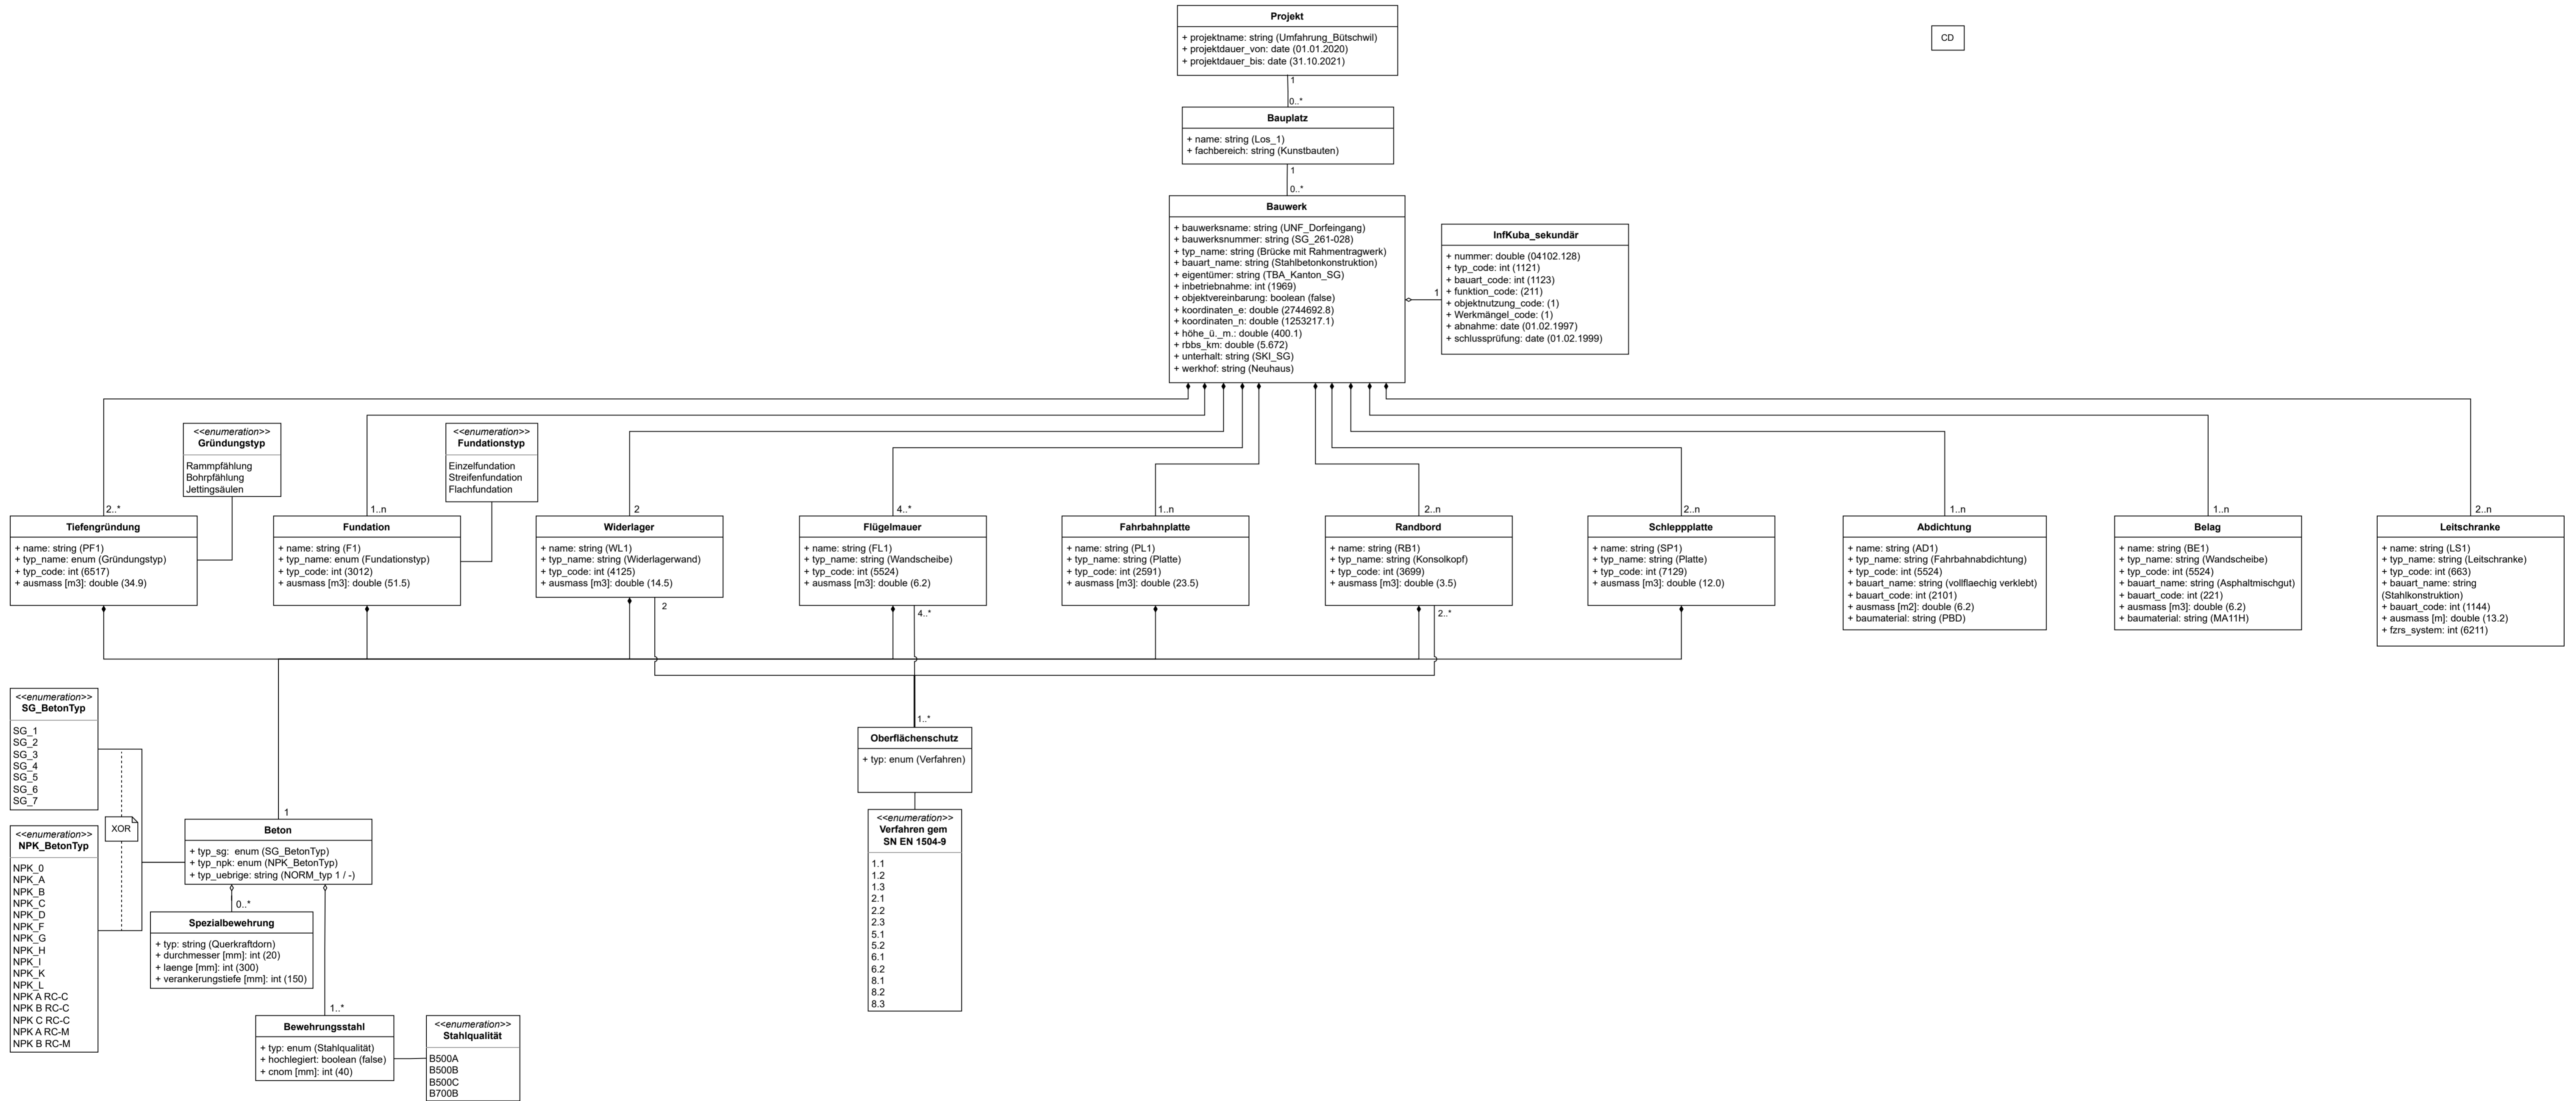 Projekt
+ projektname: string (Umfahrung_Bütschwil)
+ projektdauer_von: date (01.01.2020)
+ projektdauer_bis: date (31.10.2021)
CD
1
0..*
Bauplatz
+ name: string (Los_1)
+ fachbereich: string (Kunstbauten)
1
0..*
Bauwerk
+ bauwerksname: string (UNF_Dorfeingang)
+ bauwerksnummer: string (SG_261-028)
+ typ_name: string (Brücke mit Rahmentragwerk)
+ bauart_name: string (Stahlbetonkonstruktion)
+ eigentümer: string (TBA_Kanton_SG)
+ inbetriebnahme: int (1969)
+ objektvereinbarung: boolean (false)
+ koordinaten_e: double (2744692.8)
+ koordinaten_n: double (1253217.1)
+ höhe_ü._m.: double (400.1)
+ rbbs_km: double (5.672)
+ unterhalt: string (SKI_SG)
+ werkhof: string (Neuhaus)
1
InfKuba_sekundär
+ nummer: double (04102.128)
+ typ_code: int (1121)
+ bauart_code: int (1123)
+ funktion_code: (211)
+ objektnutzung_code: (1)
+ Werkmängel_code: (1)
+ abnahme: date (01.02.1997)
+ schlussprüfung: date (01.02.1999)
<<enumeration>>
Gründungstyp
Rammpfählung
Bohrpfählung
Jettingsäulen
<<enumeration>>
Fundationstyp
Einzelfundation
Streifenfundation
Flachfundation
2..*
Tiefengründung
+ name: string (PF1)
+ typ_name: enum (Gründungstyp)
+ typ_code: int (6517)
+ ausmass [m3]: double (34.9)
1..n
Fundation
+ name: string (F1)
+ typ_name: enum (Fundationstyp)
+ typ_code: int (3012)
+ ausmass [m3]: double (51.5)
2
Widerlager
+ name: string (WL1)
+ typ_name: string (Widerlagerwand)
+ typ_code: int (4125)
+ ausmass [m3]: double (14.5)
2
4..*
Flügelmauer
+ name: string (FL1)
+ typ_name: string (Wandscheibe)
+ typ_code: int (5524)
+ ausmass [m3]: double (6.2)
4..*
1..n
Fahrbahnplatte
+ name: string (PL1)
+ typ_name: string (Platte)
+ typ_code: int (2591)
+ ausmass [m3]: double (23.5)
2..n
Randbord
+ name: string (RB1)
+ typ_name: string (Konsolkopf)
+ typ_code: int (3699)
+ ausmass [m3]: double (3.5)
2..*
2..n
Schleppplatte
+ name: string (SP1)
+ typ_name: string (Platte)
+ typ_code: int (7129)
+ ausmass [m3]: double (12.0)
1..n
Abdichtung
+ name: string (AD1)
+ typ_name: string (Fahrbahnabdichtung)
+ typ_code: int (5524)
+ bauart_name: string (vollflaechig verklebt)
+ bauart_code: int (2101)
+ ausmass [m2]: double (6.2)
+ baumaterial: string (PBD)
1..n
Belag
+ name: string (BE1)
+ typ_name: string (Wandscheibe)
+ typ_code: int (5524)
+ bauart_name: string (Asphaltmischgut)
+ bauart_code: int (221)
+ ausmass [m3]: double (6.2)
+ baumaterial: string (MA11H)
2..n
Leitschranke
+ name: string (LS1)
+ typ_name: string (Leitschranke)
+ typ_code: int (663)
+ bauart_name: string
(Stahlkonstruktion)
+ bauart_code: int (1144)
+ ausmass [m]: double (13.2)
+ fzrs_system: int (6211)
<<enumeration>>
SG_BetonTyp
SG_1
SG_2
SG_3
SG_4
SG_5
SG_6
SG_7
XOR
<<enumeration>>
NPK_BetonTyp
NPK_0
NPK_A
NPK_B
NPK_C
NPK_D
NPK_F
NPK_G
NPK_H
NPK_I
NPK_K
NPK_L
NPK A RC-C
NPK B RC-C
NPK C RC-C
NPK A RC-M
NPK B RC-M
1
Beton
+ typ_sg:  enum (SG_BetonTyp)
+ typ_npk: enum (NPK_BetonTyp)
+ typ_uebrige: string (NORM_typ 1 / -)
0..*
Spezialbewehrung
+ typ: string (Querkraftdorn)
+ durchmesser [mm]: int (20)
+ laenge [mm]: int (300)
+ verankerungstiefe [mm]: int (150)
1..*
Bewehrungsstahl
+ typ: enum (Stahlqualität)
+ hochlegiert: boolean (false)
+ cnom [mm]: int (40)
<<enumeration>>
Stahlqualität
B500A
B500B
B500C
B700B
1..*
Oberflächenschutz
+ typ: enum (Verfahren)
<<enumeration>>
Verfahren gem
SN EN 1504-9
1.1
1.2
1.3
2.1
2.2
2.3
5.1
5.2
6.1
6.2
8.1
8.2
8.3